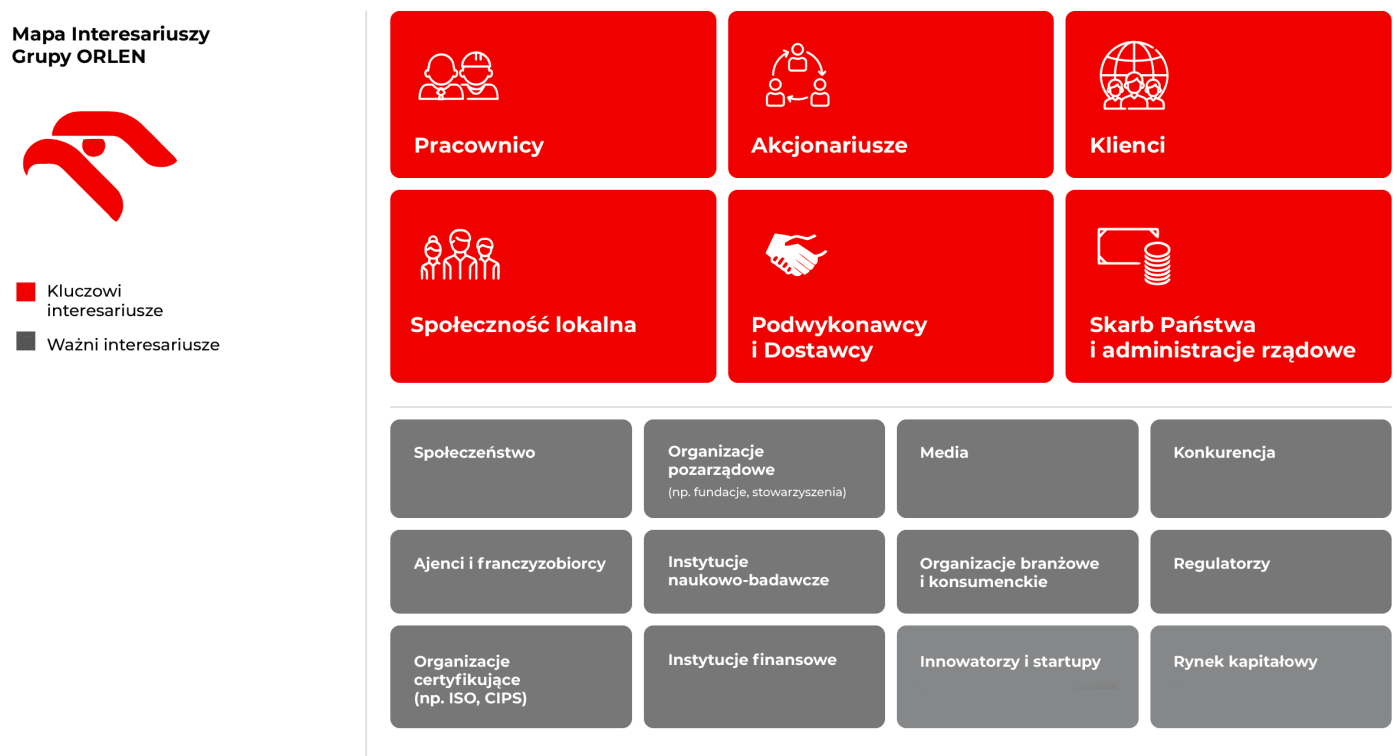 Mapa Interesariuszy
Grupy ORLEN
Kluczowi
interesariusze
Ważni interesariusze
Pracownicy
Akcjonariusze
Klienci
Społeczność lokalna
Podwykonawcy
i Dostawcy
Skarb Państwa
i administracje rządowe
Społeczeństwo
Organizacje
pozarządowe
(np. fundacje, stowarzyszenia)
Media
Konkurencja
Ajenci i franczyzobiorcy
Instytucje
naukowo-badawcze
Organizacje branżowe
i konsumenckie
Regulatorzy
Organizacje
certyfikujące
(np. ISO, CIPS)
Instytucje finansowe
Innowatorzy i startupy
Rynek kapitałowy